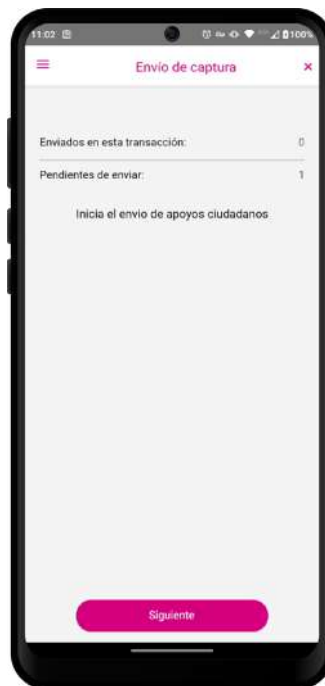 11:02 100%
Envío de captura ×
Enviados en esta transacción: 0
Pendientes de enviar: 1
Inicia el envio de apoyos ciudadanos
Siguiente